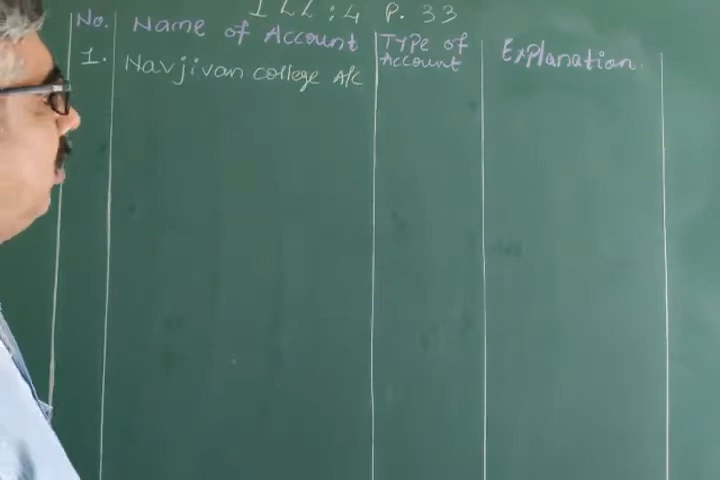 ILL:4 P. 33
No. Name of Account Type of Account Explanation
1. Navjivan college A/c